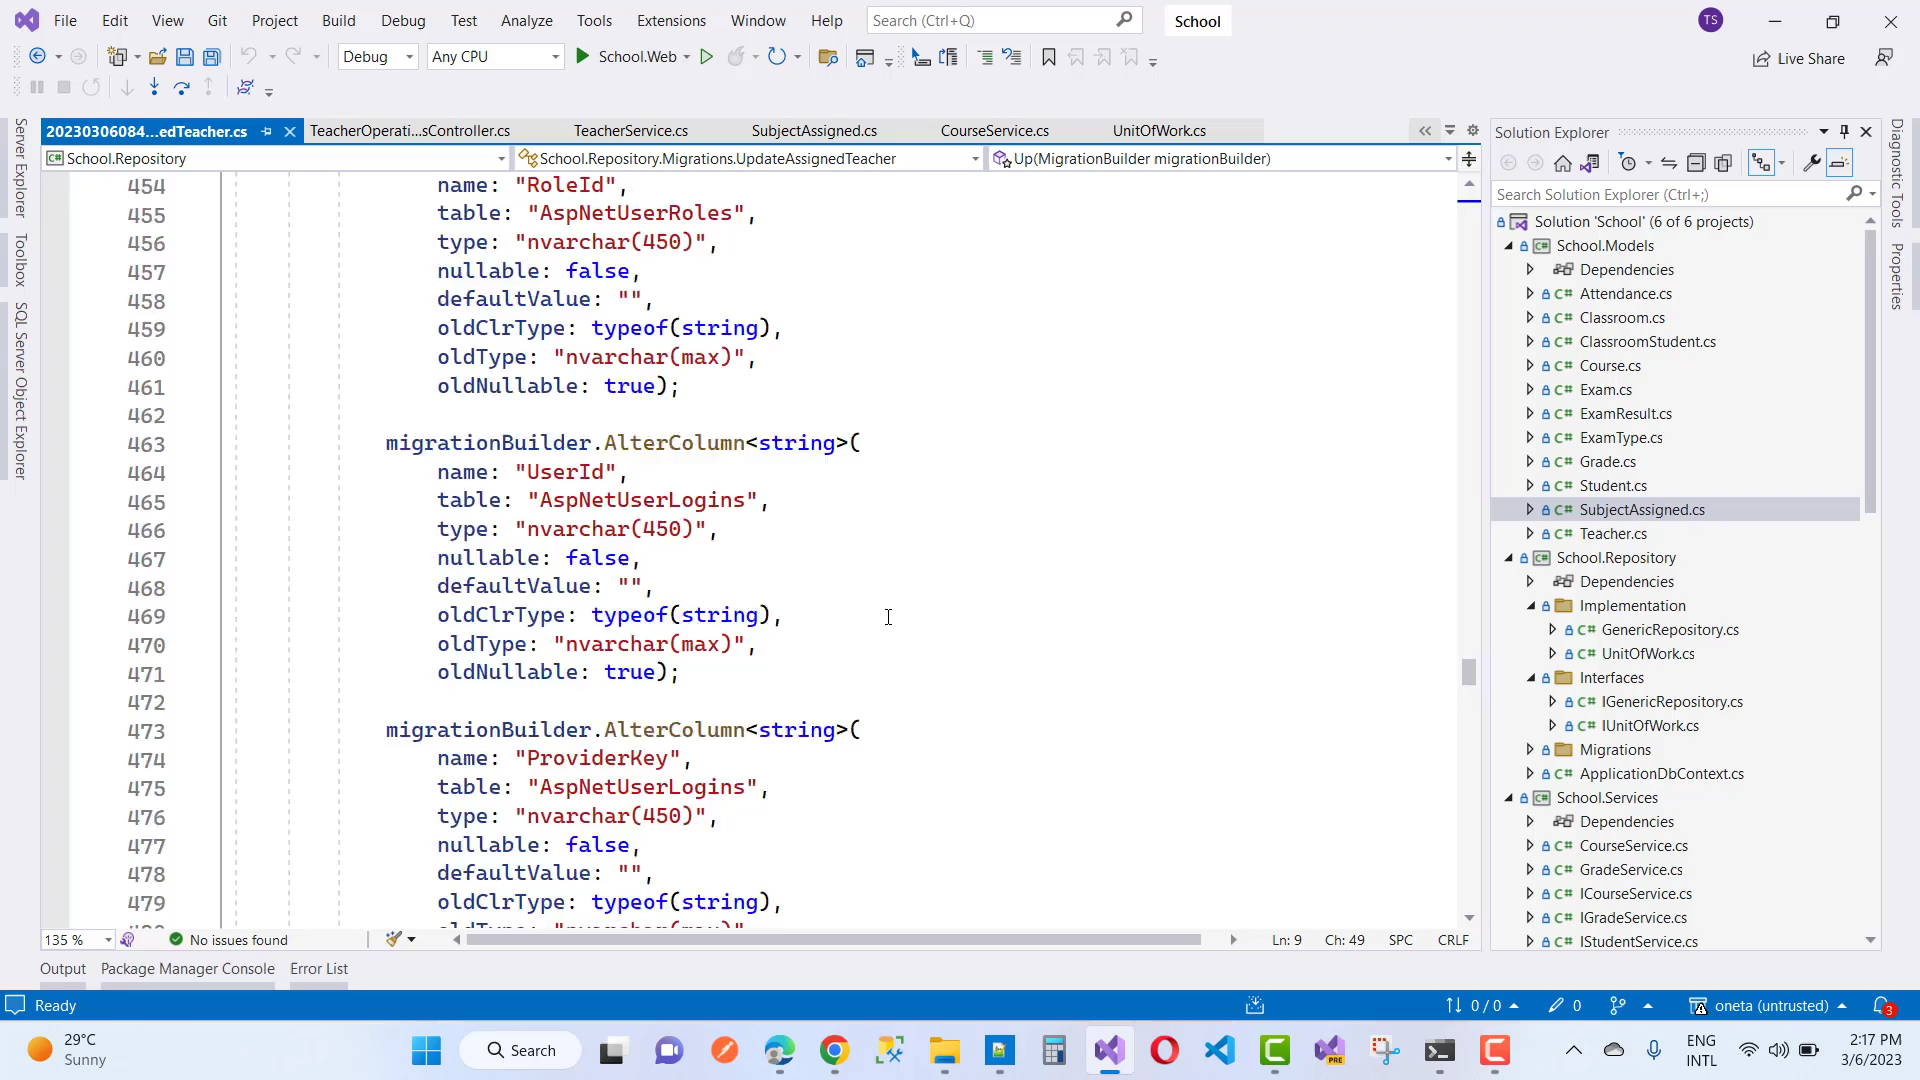 File Edit View Git Project Build Debug Test Analyze Tools Extensions Window Help Search (Ctrl+Q) School TS
Debug Any CPU School.Web Live Share
20230306084...edTeacher.cs TeacherOperati...sController.cs TeacherService.cs SubjectAssigned.cs CourseService.cs UnitOfWork.cs
School.Repository School.Repository.Migrations.UpdateAssignedTeacher Up(MigrationBuilder migrationBuilder)
454 name: "RoleId",
455 table: "AspNetUserRoles",
456 type: "nvarchar(450)",
457 nullable: false,
458 defaultValue: "",
459 oldClrType: typeof(string),
460 oldType: "nvarchar(max)",
461 oldNullable: true);
462
463 migrationBuilder.AlterColumn<string>(
464 name: "UserId",
465 table: "AspNetUserLogins",
466 type: "nvarchar(450)",
467 nullable: false,
468 defaultValue: "",
469 oldClrType: typeof(string),
470 oldType: "nvarchar(max)",
471 oldNullable: true);
472
473 migrationBuilder.AlterColumn<string>(
474 name: "ProviderKey",
475 table: "AspNetUserLogins",
476 type: "nvarchar(450)",
477 nullable: false,
478 defaultValue: "",
479 oldClrType: typeof(string),
135 % No issues found Ln: 9 Ch: 49 SPC CRLF
Output Package Manager Console Error List
Ready 0 / 0 0 oneta (untrusted) 3
Server Explorer
Toolbox
SQL Server Object Explorer
Solution Explorer
Search Solution Explorer (Ctrl+;)
Solution 'School' (6 of 6 projects)
School.Models
Dependencies
C# Attendance.cs
C# Classroom.cs
C# ClassroomStudent.cs
C# Course.cs
C# Exam.cs
C# ExamResult.cs
C# ExamType.cs
C# Grade.cs
C# Student.cs
C# SubjectAssigned.cs
C# Teacher.cs
School.Repository
Dependencies
Implementation
C# GenericRepository.cs
C# UnitOfWork.cs
Interfaces
C# IGenericRepository.cs
C# IUnitOfWork.cs
Migrations
C# ApplicationDbContext.cs
School.Services
Dependencies
C# CourseService.cs
C# GradeService.cs
C# ICourseService.cs
C# IGradeService.cs
C# IStudentService.cs
Diagnostic Tools
Properties
29°C
Sunny
Search
PRE
ENG
INTL
2:17 PM
3/6/2023